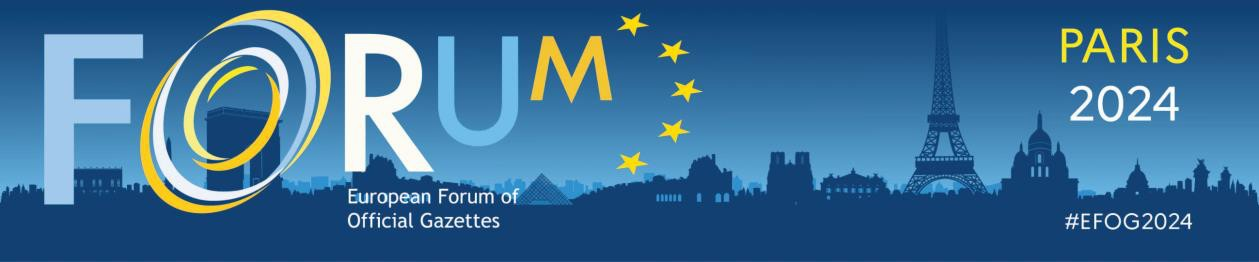 FORUM
European Forum of
Official Gazettes
PARIS
2024
#EFOG2024